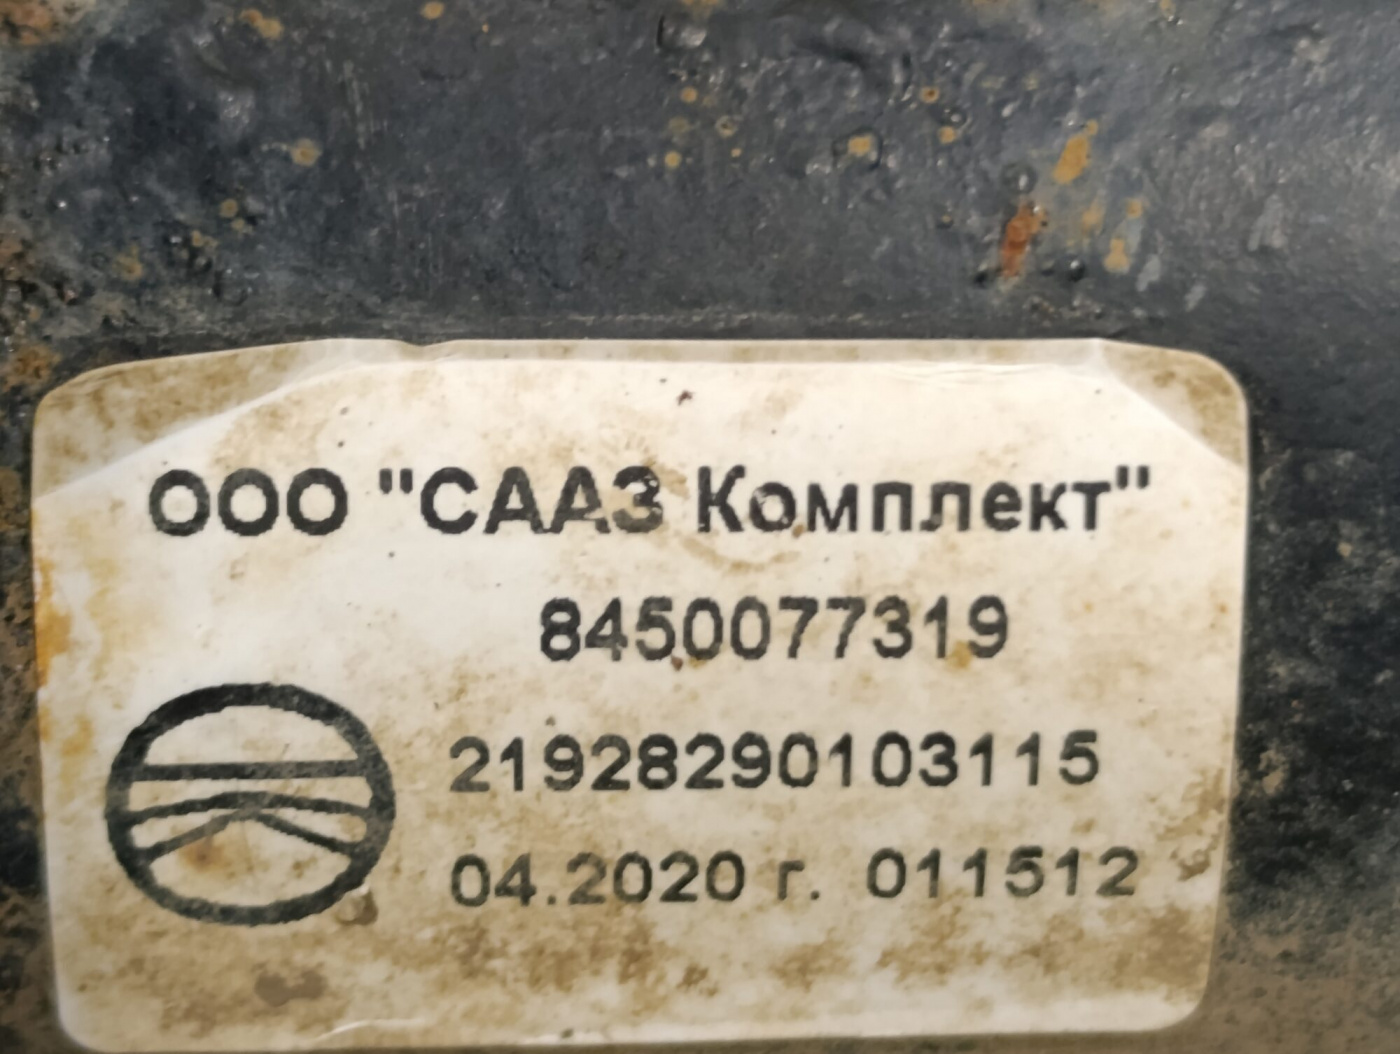 ООО "СААЗ Комплект"
8450077319
21928290103115
04.2020 г. 011512